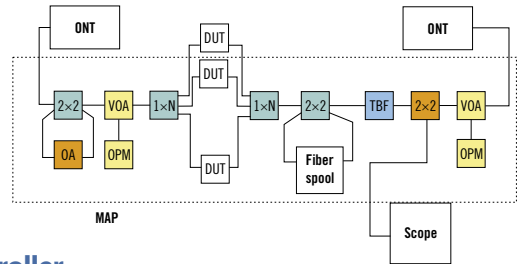 ONT
ONT
DUT
DUT
2×2
VOA
1×N
1×N
2×2
TBF
2×2
VOA
OA
OPM
DUT
Fiber
spool
OPM
MAP
Scope
roller